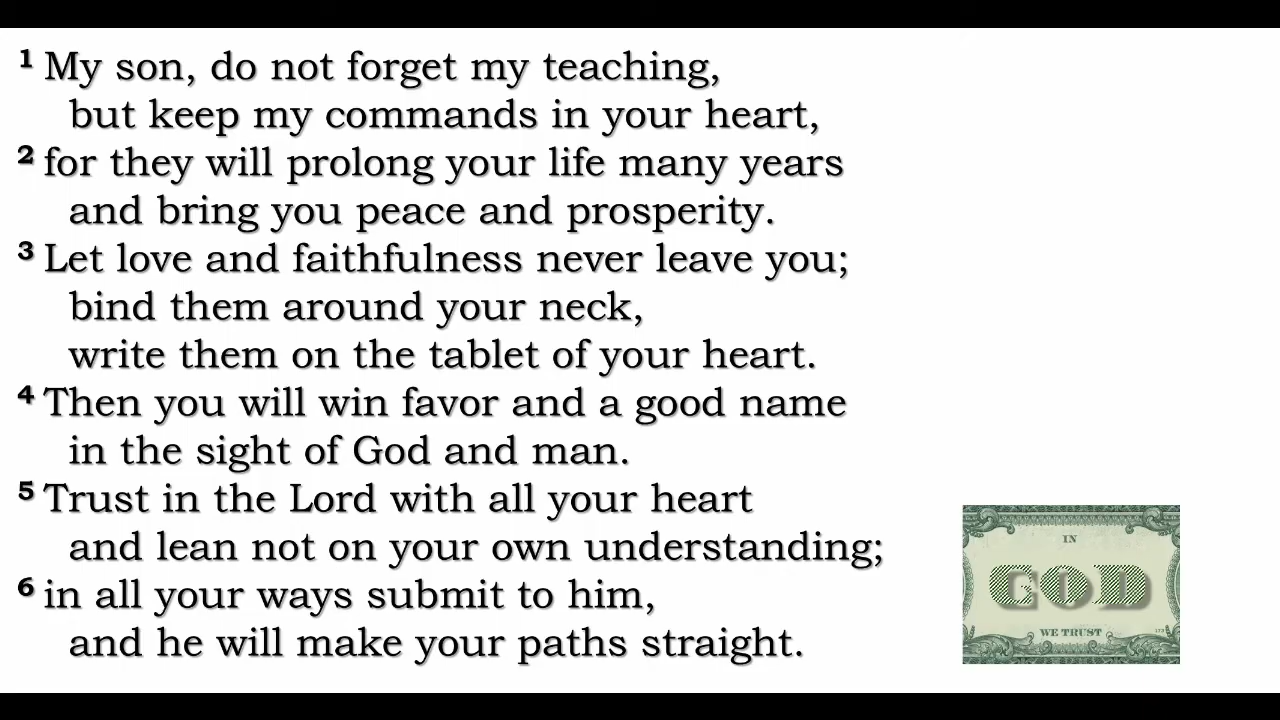 1 My son, do not forget my teaching,
but keep my commands in your heart,
2 for they will prolong your life many years
and bring you peace and prosperity.
3 Let love and faithfulness never leave you;
bind them around your neck,
write them on the tablet of your heart.
4 Then you will win favor and a good name
in the sight of God and man.
5 Trust in the Lord with all your heart
and lean not on your own understanding;
6 in all your ways submit to him,
and he will make your paths straight.
IN
GOD
WE TRUST